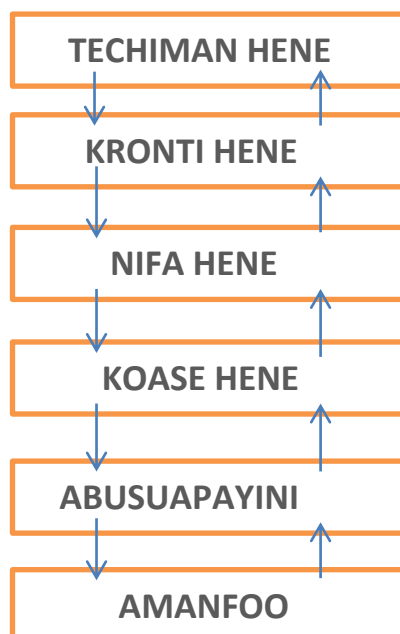 TECHIMAN HENE
KRONTI HENE
NIFA HENE
KOASE HENE
ABUSUAPAYINI
AMANFOO